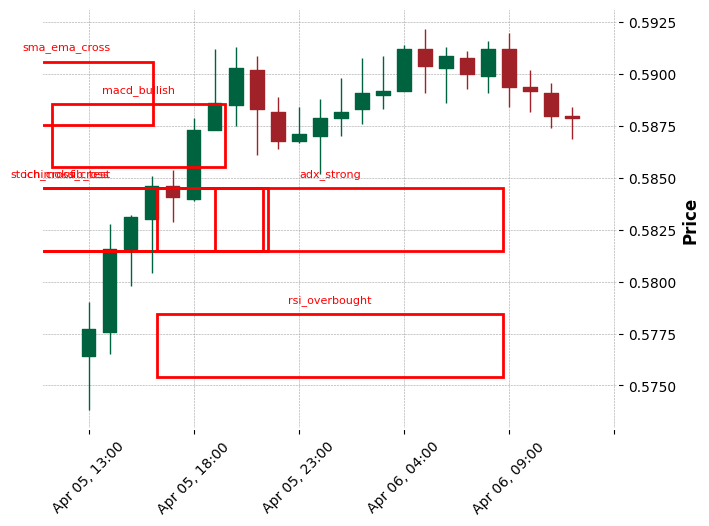 sma_ema_cross
macd_bullish
adx_strong
rsi_overbought
0.5925
0.5900
0.5875
0.5850
0.5825
0.5800
0.5775
0.5750
Price
Apr 05, 13:00
Apr 05, 18:00
Apr 05, 23:00
Apr 06, 04:00
Apr 06, 09:00